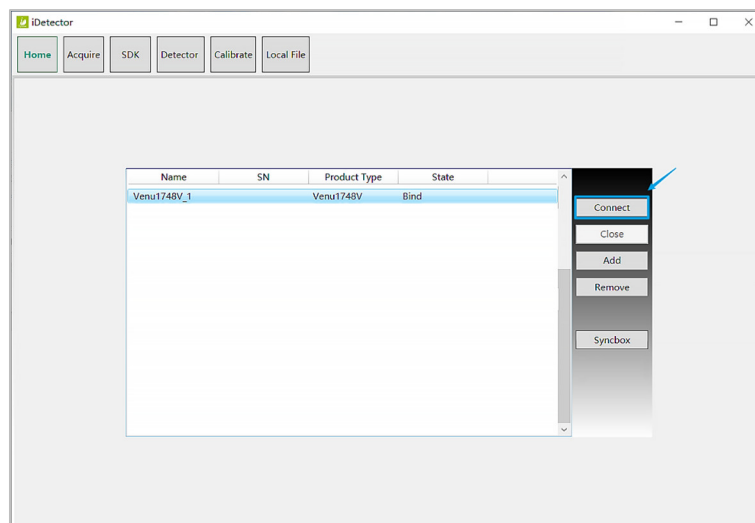 iDetector
Home Acquire SDK Detector Calibrate Local File
Name SN Product Type State
Venu1748V_1 Venu1748V Bind
Connect
Close
Add
Remove
Syncbox